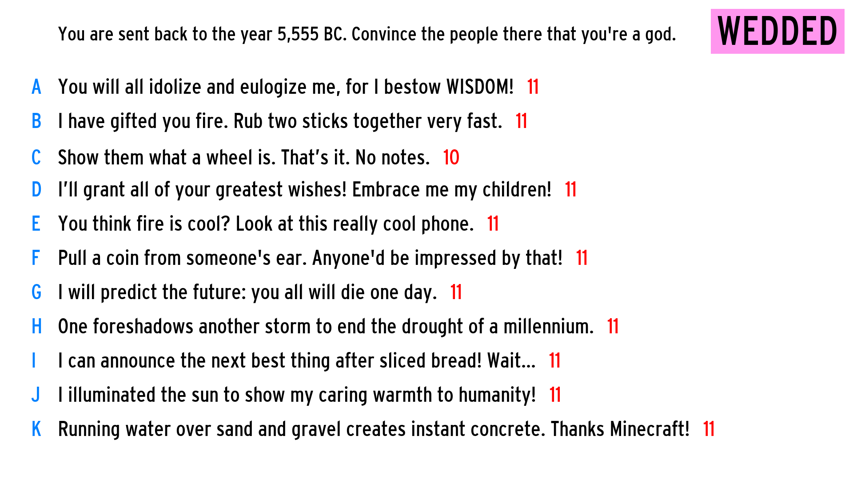 You are sent back to the year 5,555 BC. Convince the people there that you're a god.
WEDDED
A You will all idolize and eulogize me, for I bestow WISDOM! 11
B I have gifted you fire. Rub two sticks together very fast. 11
C Show them what a wheel is. That’s it. No notes. 10
D I’ll grant all of your greatest wishes! Embrace me my children! 11
E You think fire is cool? Look at this really cool phone. 11
F Pull a coin from someone's ear. Anyone'd be impressed by that! 11
G I will predict the future: you all will die one day. 11
H One foreshadows another storm to end the drought of a millennium. 11
I I can announce the next best thing after sliced bread! Wait... 11
J I illuminated the sun to show my caring warmth to humanity! 11
K Running water over sand and gravel creates instant concrete. Thanks Minecraft! 11